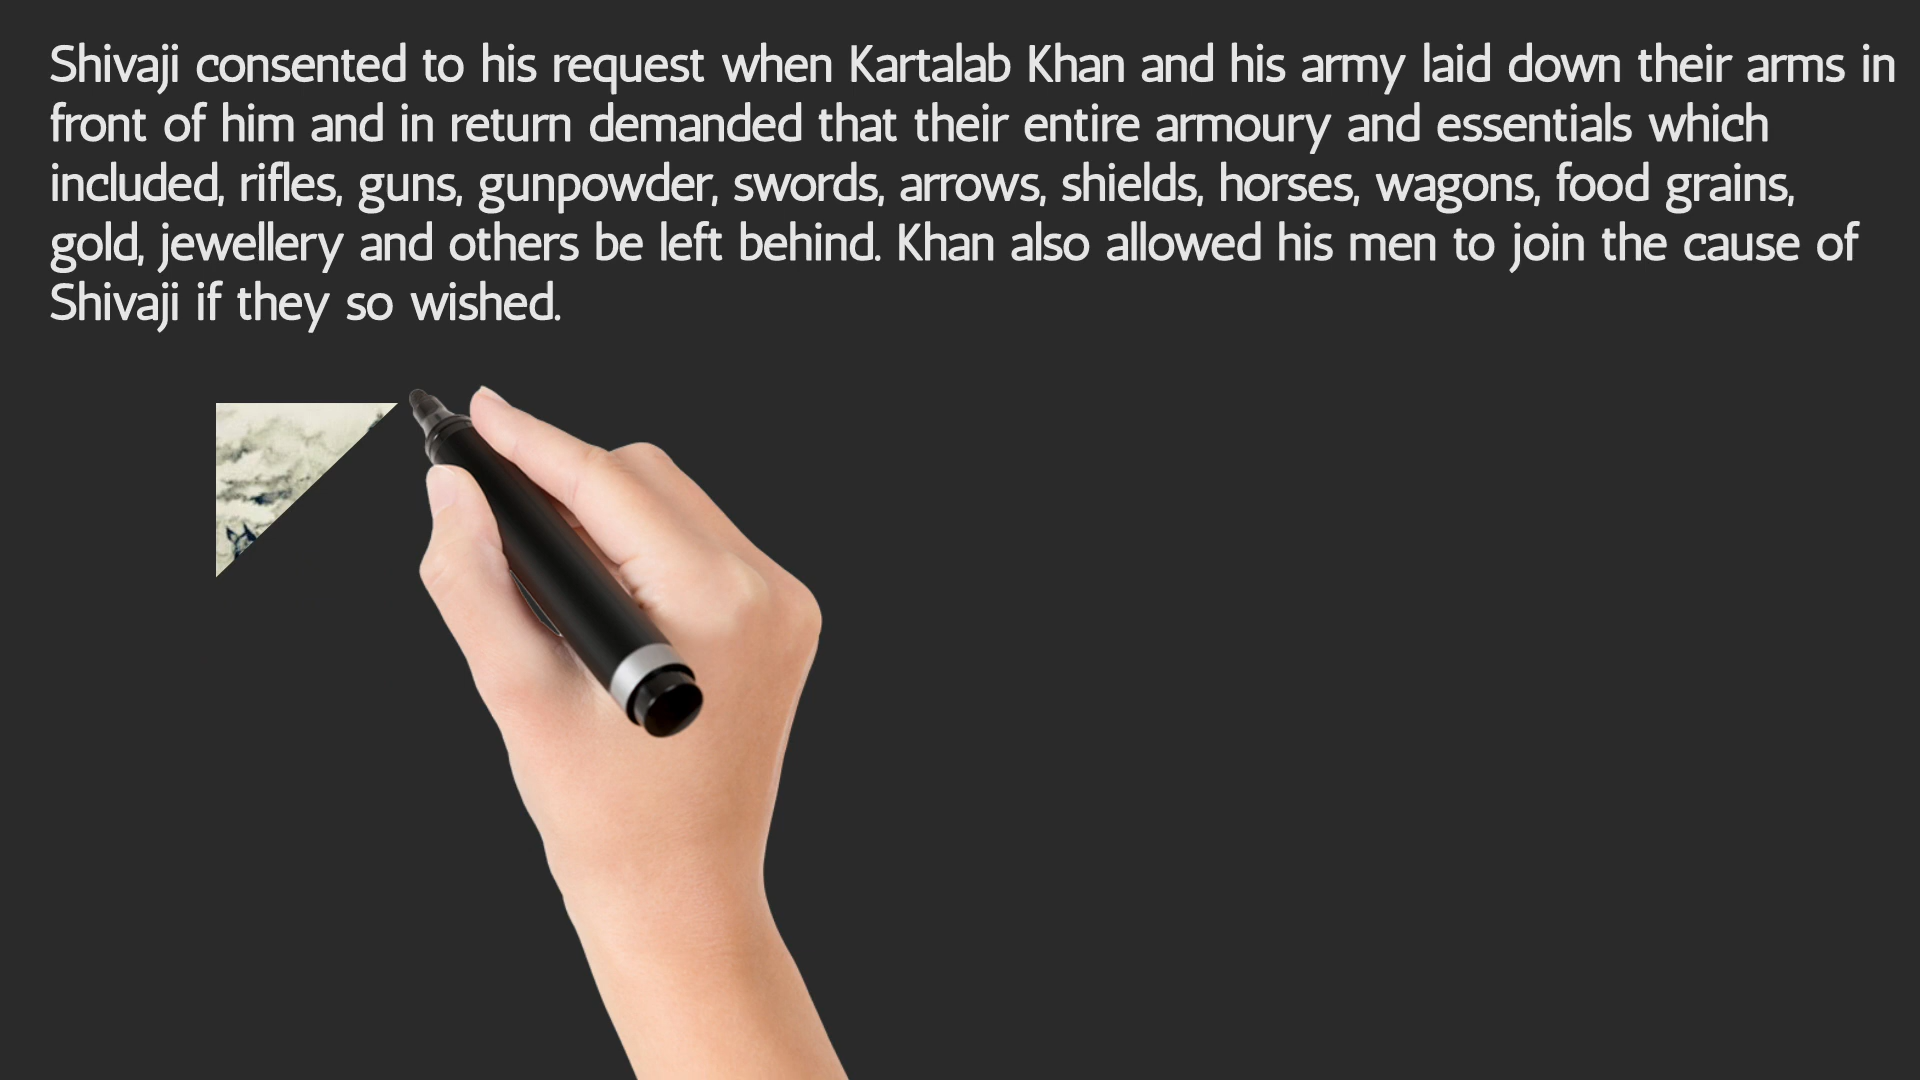 Shivaji consented to his request when Kartalab Khan and his army laid down their arms in
front of him and in return demanded that their entire armoury and essentials which
included, rifles, guns, gunpowder, swords, arrows, shields, horses, wagons, food grains,
gold, jewellery and others be left behind. Khan also allowed his men to join the cause of
Shivaji if they so wished.